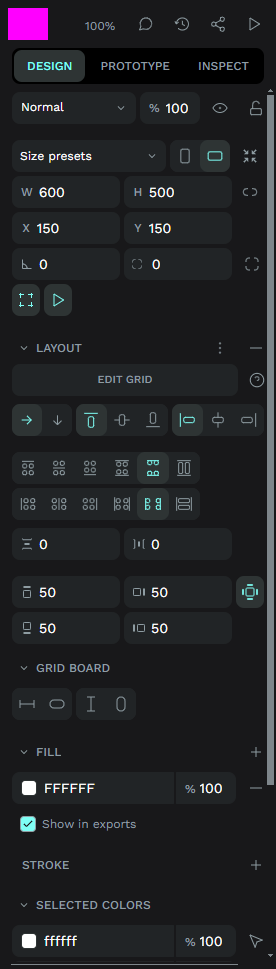 100%
DESIGN PROTOTYPE INSPECT
Normal % 100
Size presets
W 600 H 500
X 150 Y 150
0 0
LAYOUT
EDIT GRID
0 0
50 50
50 50
GRID BOARD
FILL
FFFFFF % 100
Show in exports
STROKE
SELECTED COLORS
ffffff % 100